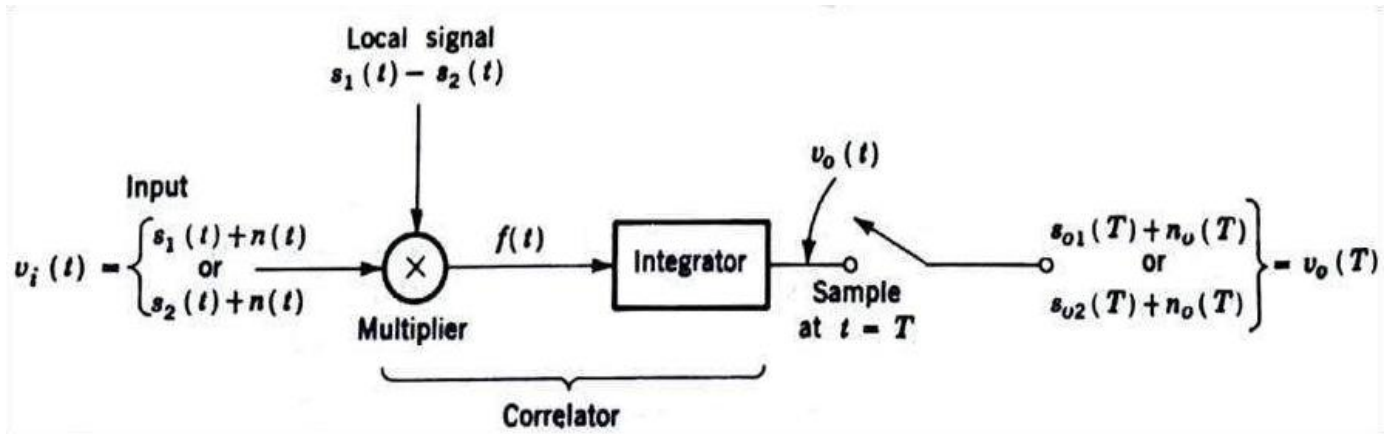 Local signal
s₁(t) − s₂(t)
v₀(t)
Input
vᵢ(t) = { s₁(t)+n(t)
or
s₂(t)+n(t)
×
Multiplier
f(t)
Integrator
Sample
at t = T
sₒ₁(T)+nₒ(T)
or
sₒ₂(T)+nₒ(T)
} = vₒ(T)
Correlator